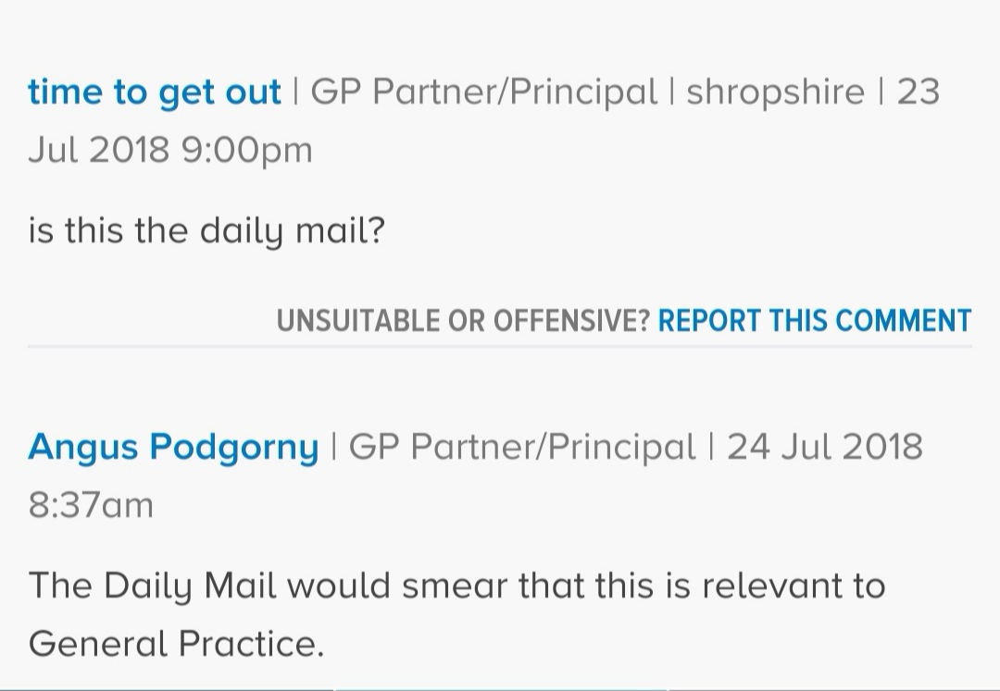 time to get out | GP Partner/Principal | shropshire | 23
Jul 2018 9:00pm
is this the daily mail?
UNSUITABLE OR OFFENSIVE? REPORT THIS COMMENT
Angus Podgorny | GP Partner/Principal | 24 Jul 2018
8:37am
The Daily Mail would smear that this is relevant to
General Practice.